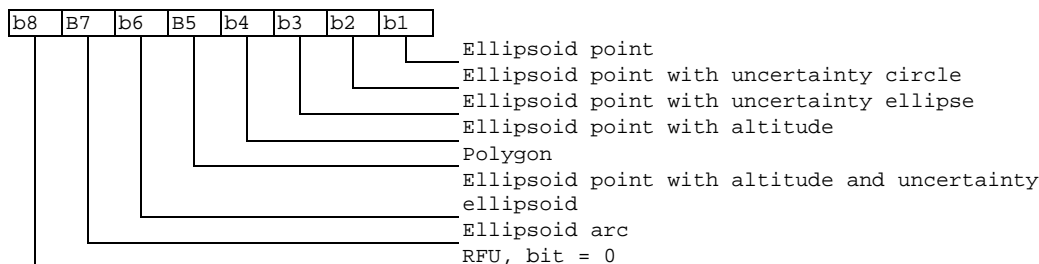 b8 B7 b6 B5 b4 b3 b2 b1
Ellipsoid point
Ellipsoid point with uncertainty circle
Ellipsoid point with uncertainty ellipse
Ellipsoid point with altitude
Polygon
Ellipsoid point with altitude and uncertainty
ellipsoid
Ellipsoid arc
RFU, bit = 0